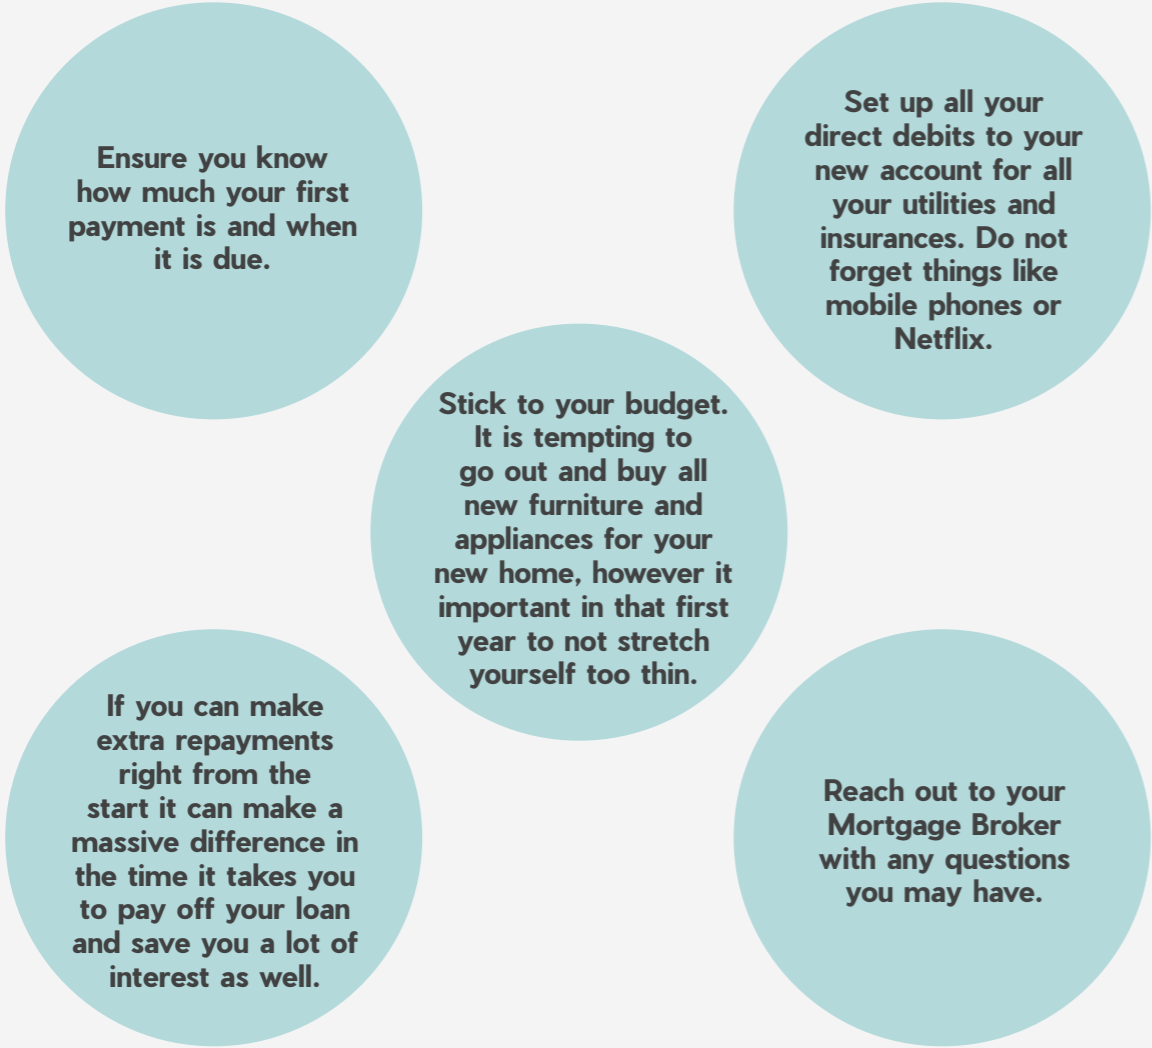 Ensure you know
how much your first
payment is and when
it is due.
Set up all your
direct debits to your
new account for all
your utilities and
insurances. Do not
forget things like
mobile phones or
Netflix.
Stick to your budget.
It is tempting to
go out and buy all
new furniture and
appliances for your
new home, however it
important in that first
year to not stretch
yourself too thin.
If you can make
extra repayments
right from the
start it can make a
massive difference in
the time it takes you
to pay off your loan
and save you a lot of
interest as well.
Reach out to your
Mortgage Broker
with any questions
you may have.